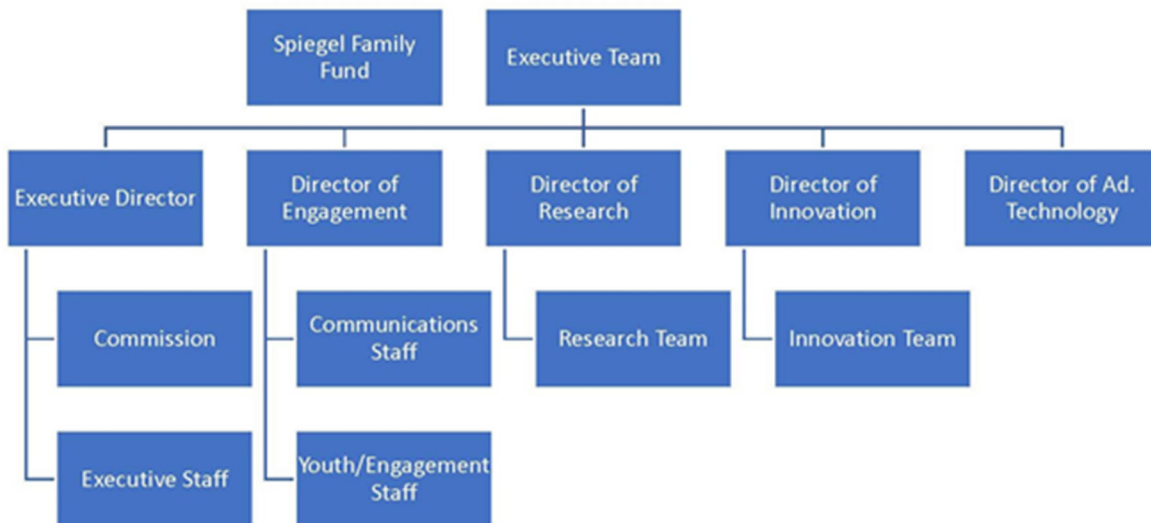 Spiegel Family
Fund
Executive Team
Executive Director
Director of
Engagement
Director of
Research
Director of
Innovation
Director of Ad.
Technology
Commission
Communications
Staff
Research Team
Innovation Team
Executive Staff
Youth/Engagement
Staff